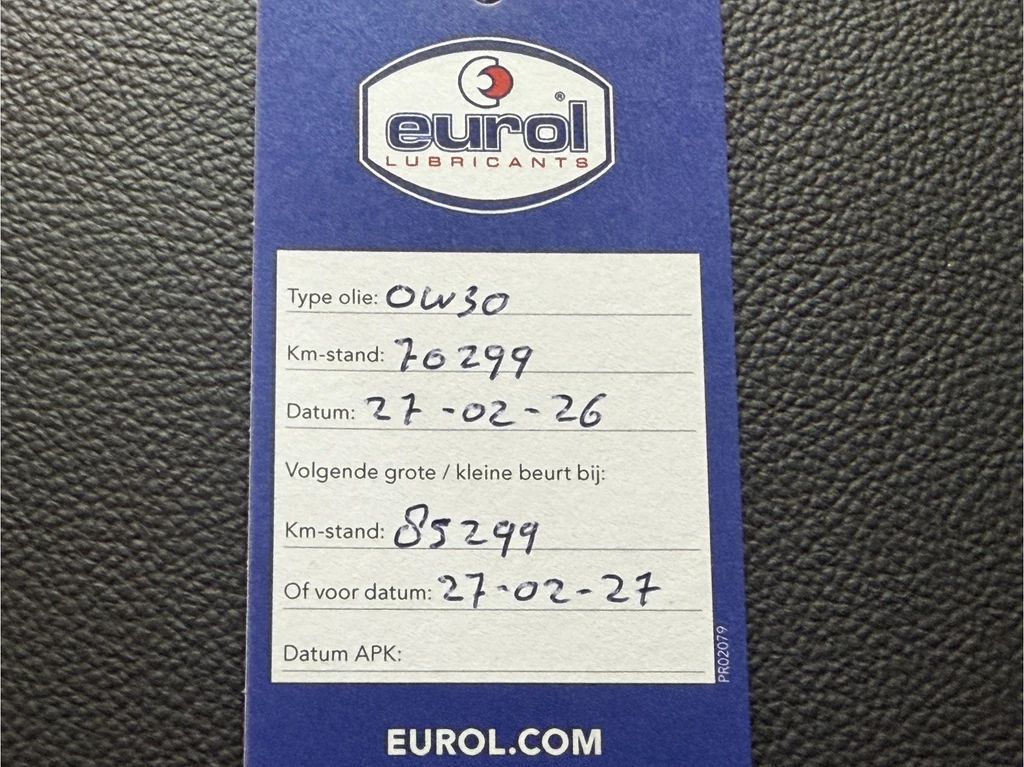 eurol®
LUBRICANTS
Type olie: 0W30
Km-stand: 70299
Datum: 27-02-26
Volgende grote / kleine beurt bij:
Km-stand: 85299
Of voor datum: 27-02-27
Datum APK:
PR02079
EUROL.COM